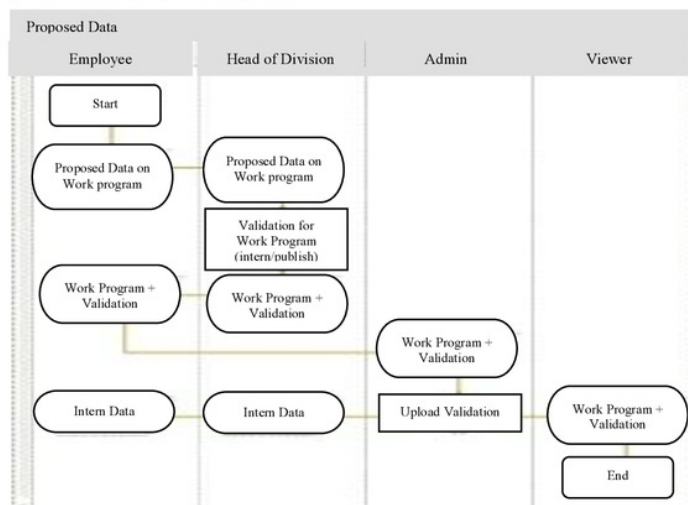 Proposed Data
Employee
Head of Division
Admin
Viewer
Start
Proposed Data on
Work program
Proposed Data on
Work program
Validation for
Work Program
(intern/publish)
Work Program +
Validation
Work Program +
Validation
Work Program +
Validation
Intern Data
Intern Data
Upload Validation
Work Program +
Validation
End